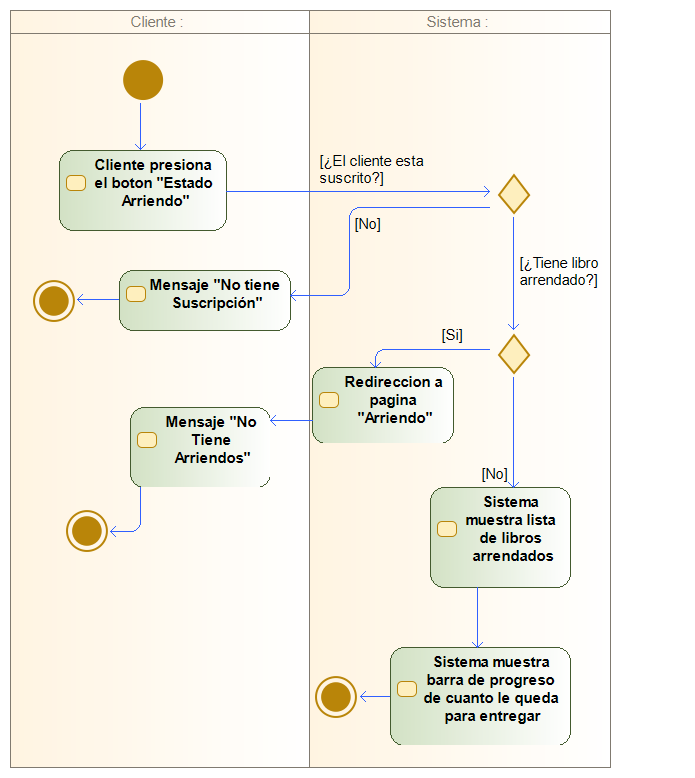 Cliente :
Sistema :
Cliente presiona
el boton "Estado
Arriendo"
[¿El cliente esta
suscrito?]
[No]
[¿Tiene libro
arrendado?]
Mensaje "No tiene
Suscripción"
[Si]
Redireccion a
pagina
"Arriendo"
Mensaje "No
Tiene
Arriendos"
[No]
Sistema
muestra lista
de libros
arrendados
Sistema muestra
barra de progreso
de cuanto le queda
para entregar